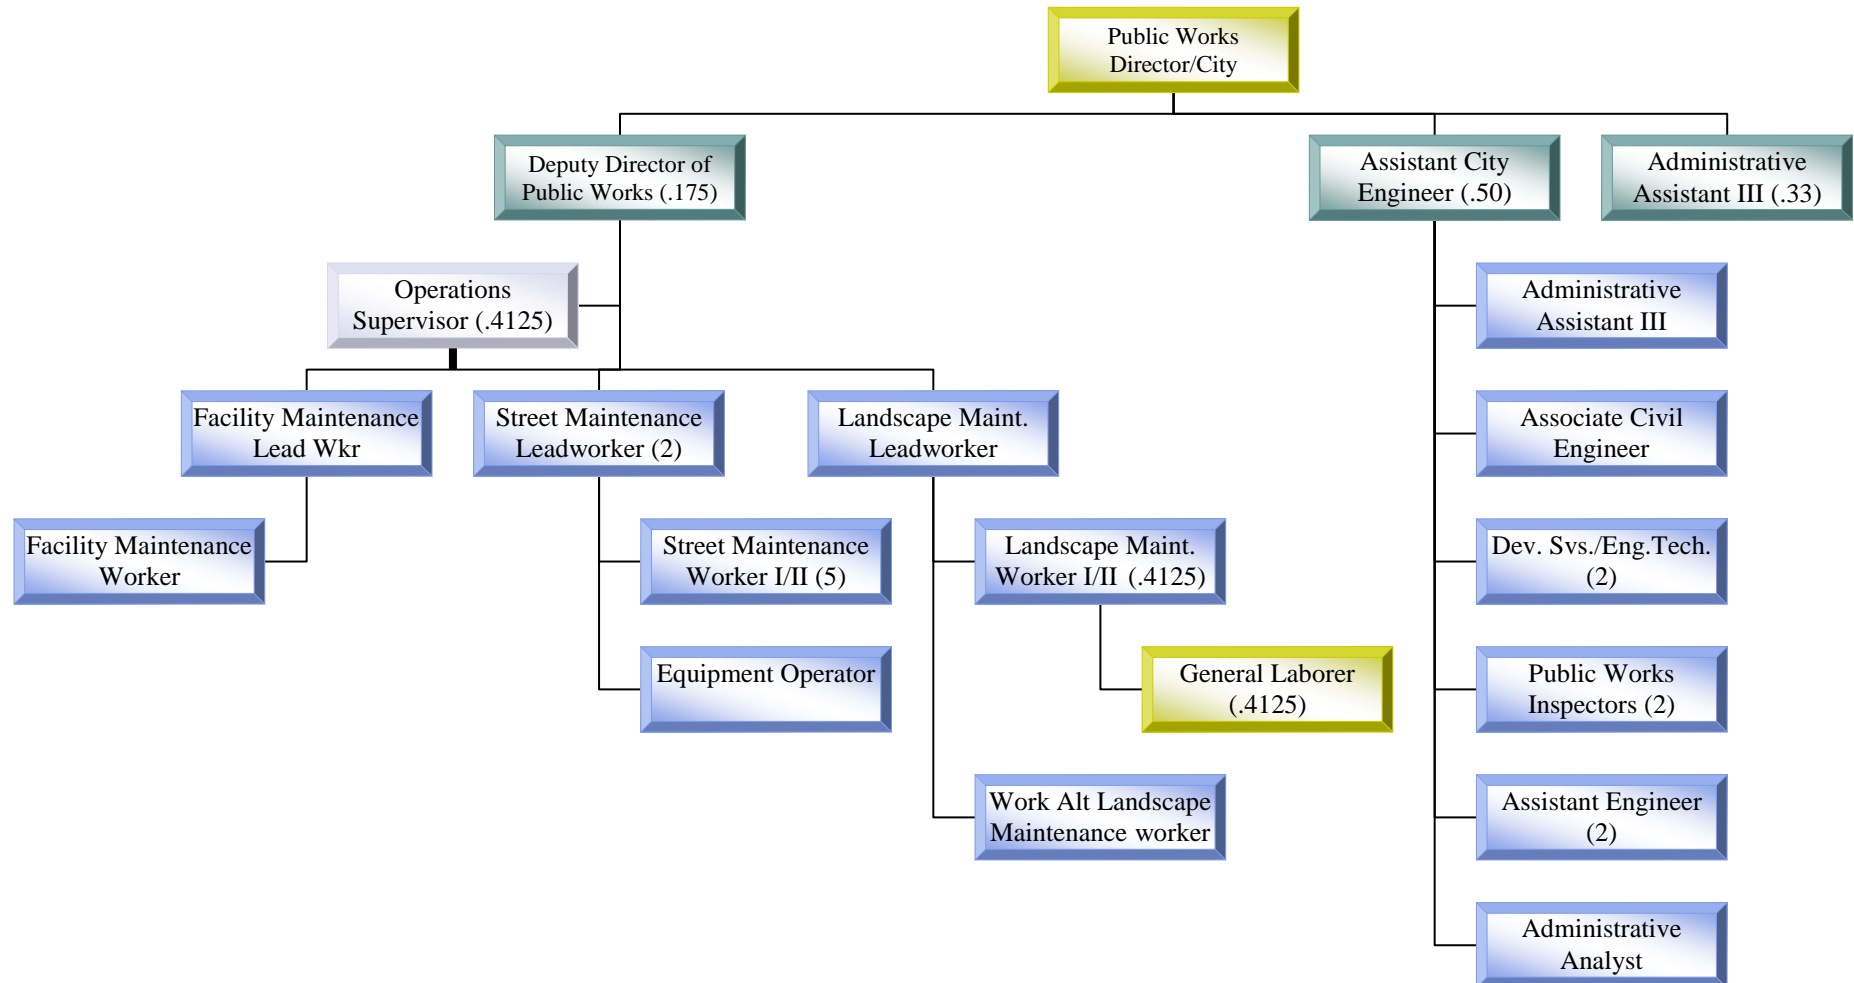 Public Works
Director/City
Deputy Director of
Public Works (.175)
Assistant City
Engineer (.50)
Administrative
Assistant III (.33)
Operations
Supervisor (.4125)
Administrative
Assistant III
Facility Maintenance
Lead Wkr
Street Maintenance
Leadworker (2)
Landscape Maint.
Leadworker
Associate Civil
Engineer
Facility Maintenance
Worker
Street Maintenance
Worker I/II (5)
Landscape Maint.
Worker I/II (.4125)
Dev. Svs./Eng.Tech.
(2)
Equipment Operator
General Laborer
(.4125)
Public Works
Inspectors (2)
Work Alt Landscape
Maintenance worker
Assistant Engineer
(2)
Administrative
Analyst